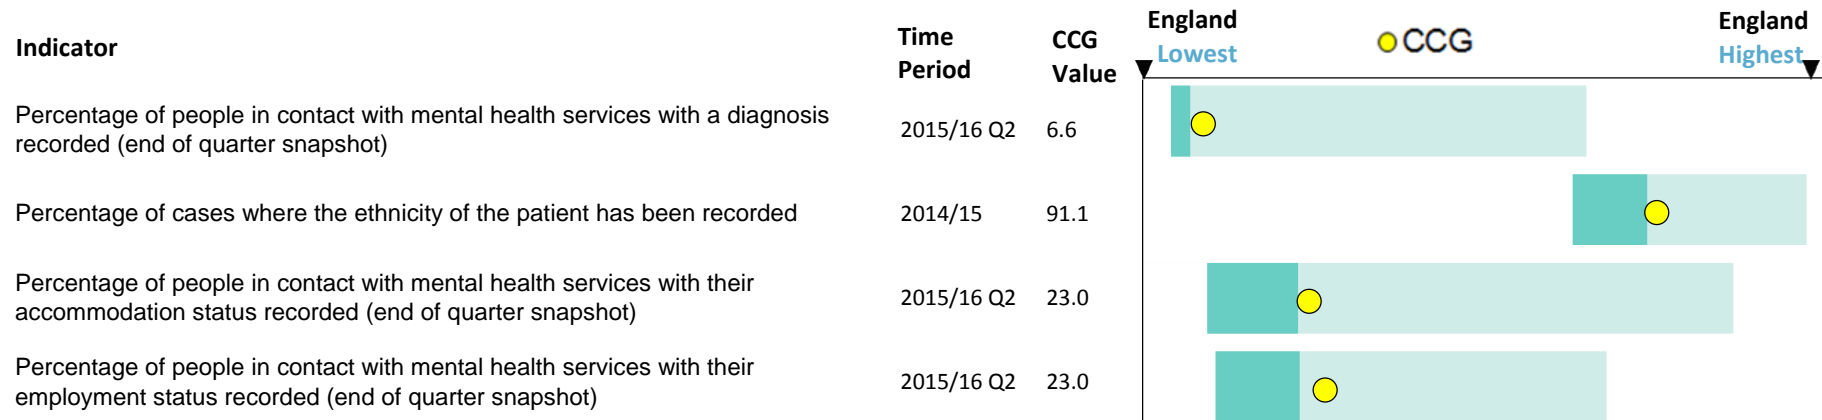 Indicator
Time Period
CCG Value
England Lowest
CCG
England Highest
Percentage of people in contact with mental health services with a diagnosis
recorded (end of quarter snapshot)
2015/16 Q2
6.6
Percentage of cases where the ethnicity of the patient has been recorded
2014/15
91.1
Percentage of people in contact with mental health services with their
accommodation status recorded (end of quarter snapshot)
2015/16 Q2
23.0
Percentage of people in contact with mental health services with their
employment status recorded (end of quarter snapshot)
2015/16 Q2
23.0